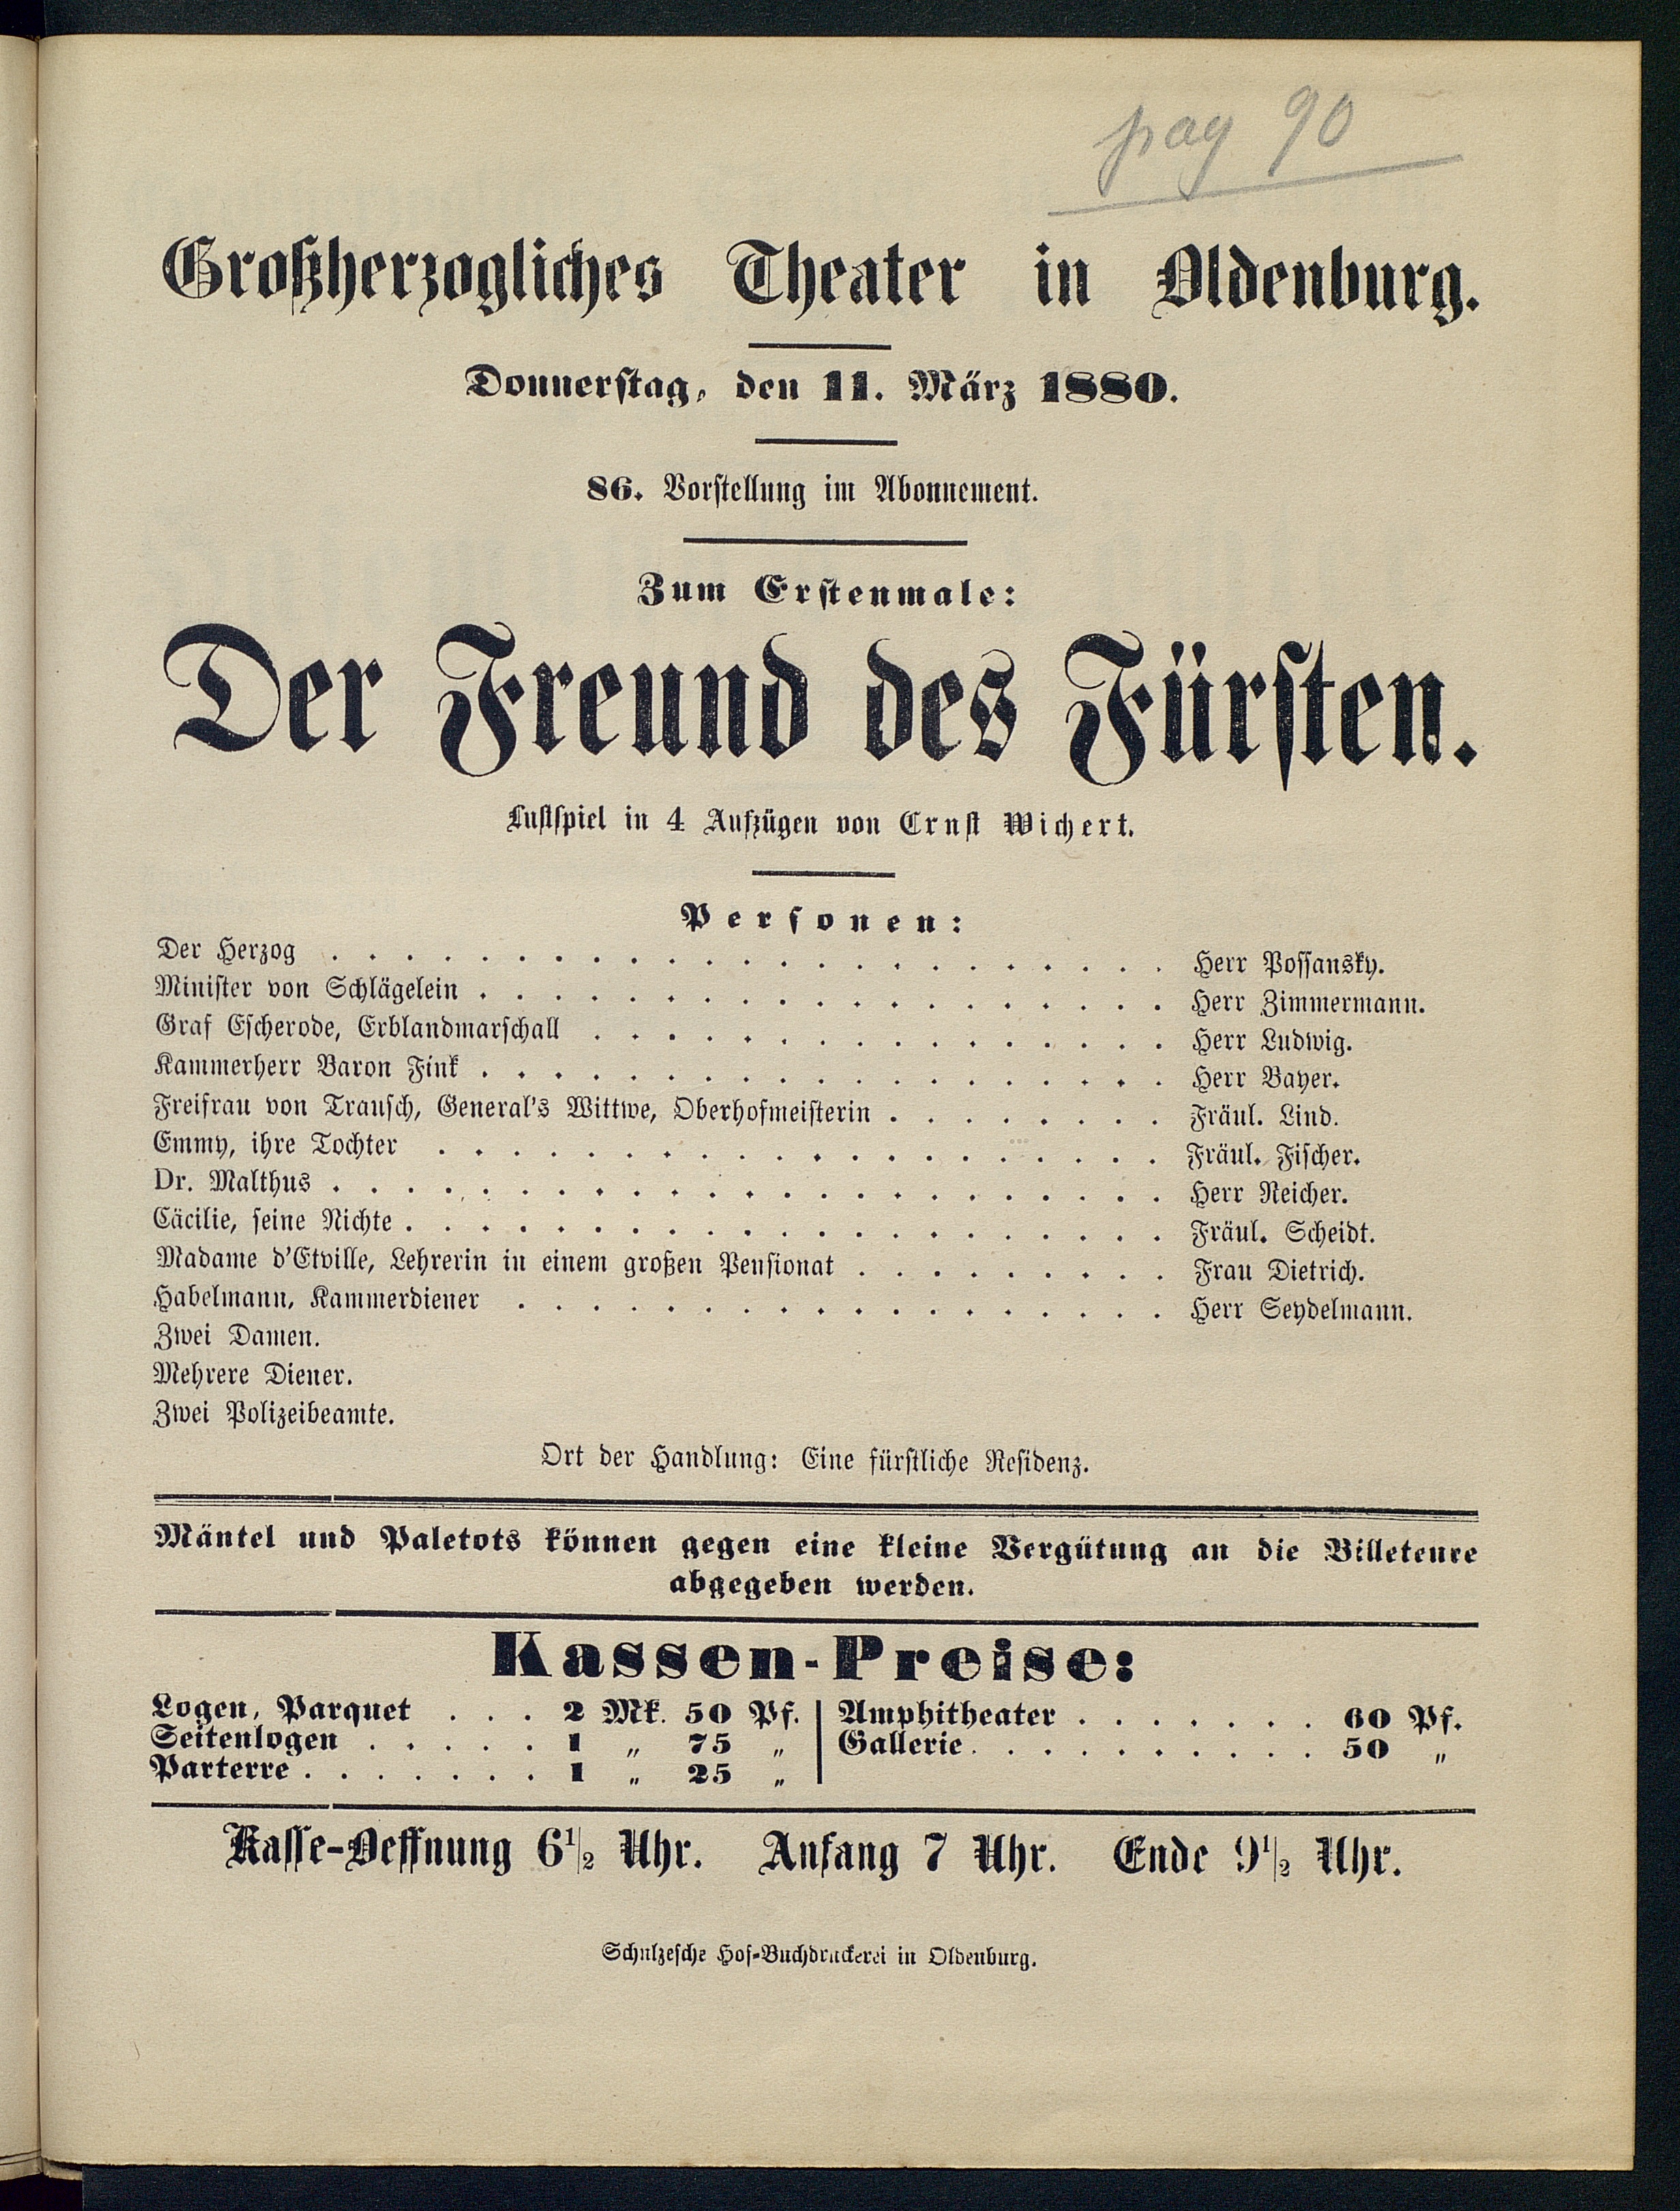 pag 90
Großherzogliches Theater in Oldenburg.
Donnerstag, den 11. März 1880.
86. Vorstellung im Abonnement.
Zum Erstenmale:
Der Freund des Fürsten.
Lustspiel in 4 Aufzügen von Ernst Wichert.
Personen:
Der Herzog . . . . . . . . . . . . . . . . . . . . . . . Herr Possansky.
Minister von Schlägelein . . . . . . . . . . . . . . . . . . . Herr Zimmermann.
Graf Escherode, Erblandmarschall . . . . . . . . . . . . . . . . Herr Ludwig.
Kammerherr Baron Fink . . . . . . . . . . . . . . . . . . . Herr Bayer.
Freifrau von Trausch, General's Wittwe, Oberhofmeisterin . . . . . . . . Fräul. Lind.
Emmy, ihre Tochter . . . . . . . . . . . . . . . . . . . . Fräul. Fischer.
Dr. Malthus . . . . . . . . . . . . . . . . . . . . . . . Herr Reicher.
Cäcilie, seine Nichte . . . . . . . . . . . . . . . . . . . . . Fräul. Scheidt.
Madame d'Etville, Lehrerin in einem großen Pensionat . . . . . . . . . Frau Dietrich.
Habelmann, Kammerdiener . . . . . . . . . . . . . . . . . . Herr Seydelmann.
Zwei Damen.
Mehrere Diener.
Zwei Polizeibeamte.
Ort der Handlung: Eine fürstliche Residenz.
Mäntel und Paletots können gegen eine kleine Vergütung an die Billeteure
abgegeben werden.
Kassen-Preise:
Logen, Parquet . . . 2 Mk. 50 Pf.
Seitenlogen . . . . . 1 „ 75 „
Parterre . . . . . . . 1 „ 25 „
Amphitheater . . . . . . . 60 Pf.
Gallerie . . . . . . . . . . 50 „
Kasse-Oeffnung 6 1/2 Uhr. Anfang 7 Uhr. Ende 9 1/2 Uhr.
Schulzesche Hof-Buchdruckerei in Oldenburg.